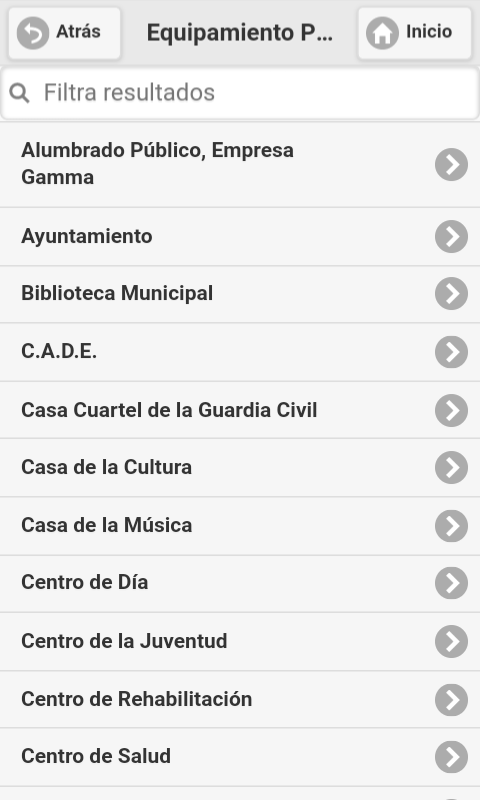 Atrás
Equipamiento P...
Inicio
Filtra resultados
Alumbrado Público, Empresa
Gamma
Ayuntamiento
Biblioteca Municipal
C.A.D.E.
Casa Cuartel de la Guardia Civil
Casa de la Cultura
Casa de la Música
Centro de Día
Centro de la Juventud
Centro de Rehabilitación
Centro de Salud